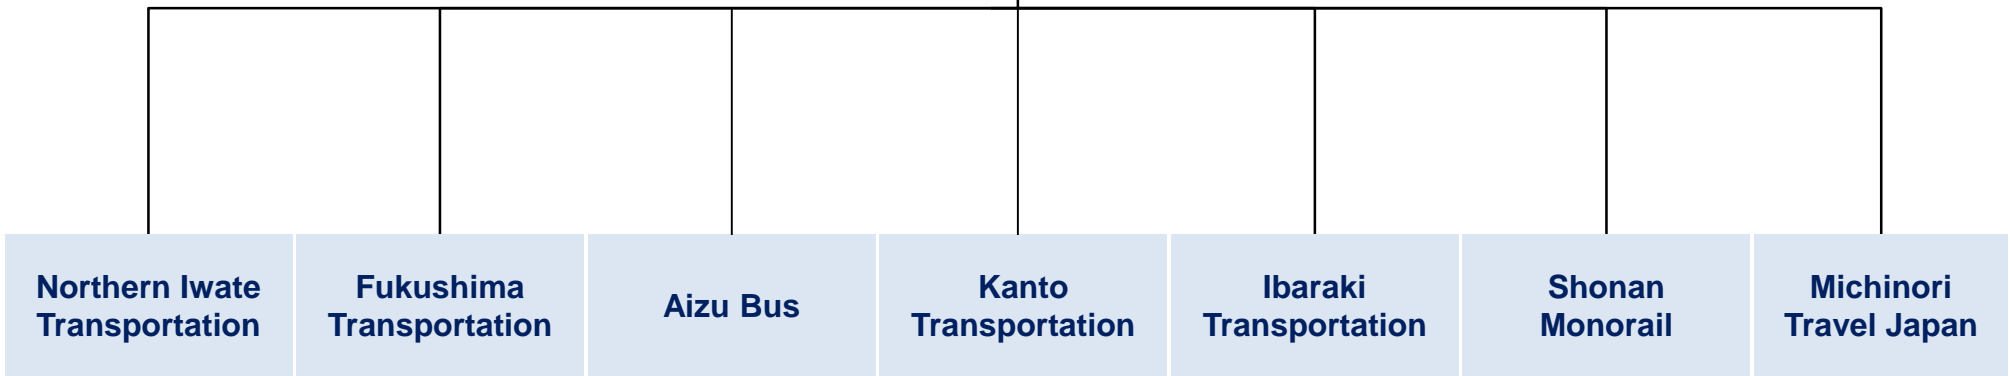 Northern Iwate
Transportation
Fukushima
Transportation
Aizu Bus
Kanto
Transportation
Ibaraki
Transportation
Shonan
Monorail
Michinori
Travel Japan